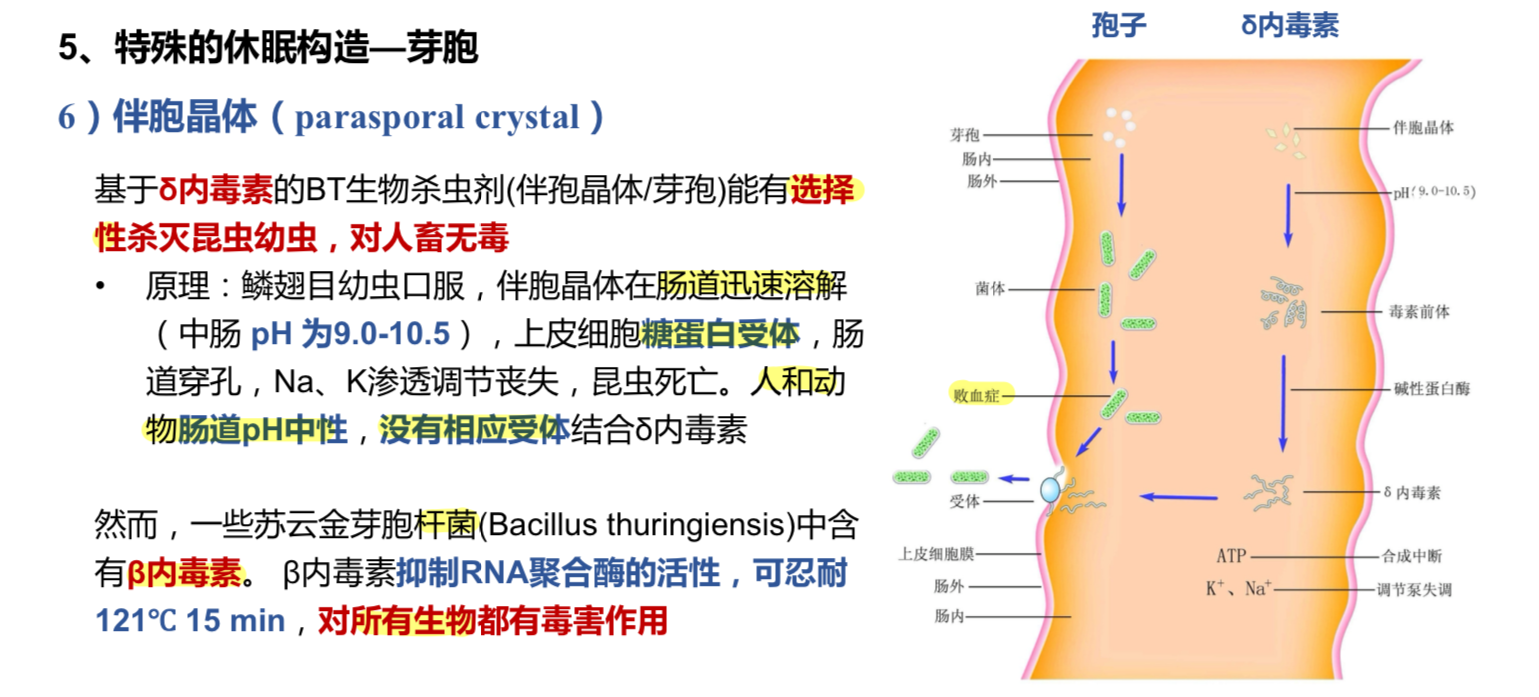 5、特殊的休眠构造—芽胞
6）伴胞晶体（parasporal crystal）
基于δ内毒素的BT生物杀虫剂(伴孢晶体/芽孢)能有选择
性杀灭昆虫幼虫，对人畜无毒
• 原理：鳞翅目幼虫口服，伴胞晶体在肠道迅速溶解
（中肠 pH 为9.0-10.5），上皮细胞糖蛋白受体，肠
道穿孔，Na、K渗透调节丧失，昆虫死亡。人和动
物肠道pH中性，没有相应受体结合δ内毒素
然而，一些苏云金芽胞杆菌(Bacillus thuringiensis)中含
有β内毒素。 β内毒素抑制RNA聚合酶的活性，可忍耐
121℃ 15 min，对所有生物都有毒害作用
孢子
δ内毒素
芽孢
肠内
肠外
菌体
败血症
受体
上皮细胞膜
肠外
肠内
伴胞晶体
pH(9.0-10.5)
毒素前体
碱性蛋白酶
δ内毒素
ATP
合成中断
K⁺、Na⁺
调节泵失调